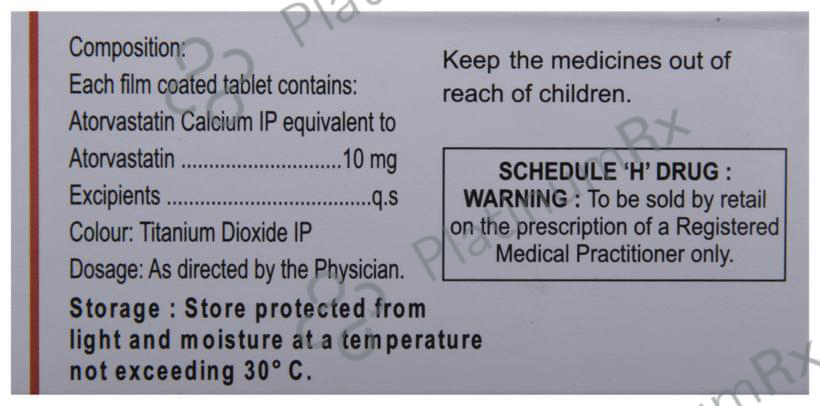 Composition:
Each film coated tablet contains:
Atorvastatin Calcium IP equivalent to
Atorvastatin .............................10 mg
Excipients .....................................q.s
Colour: Titanium Dioxide IP
Dosage: As directed by the Physician.
Storage : Store protected from
light and moisture at a temperature
not exceeding 30° C.
Keep the medicines out of
reach of children.
SCHEDULE 'H' DRUG :
WARNING : To be sold by retail
on the prescription of a Registered
Medical Practitioner only.
PlatinumRx